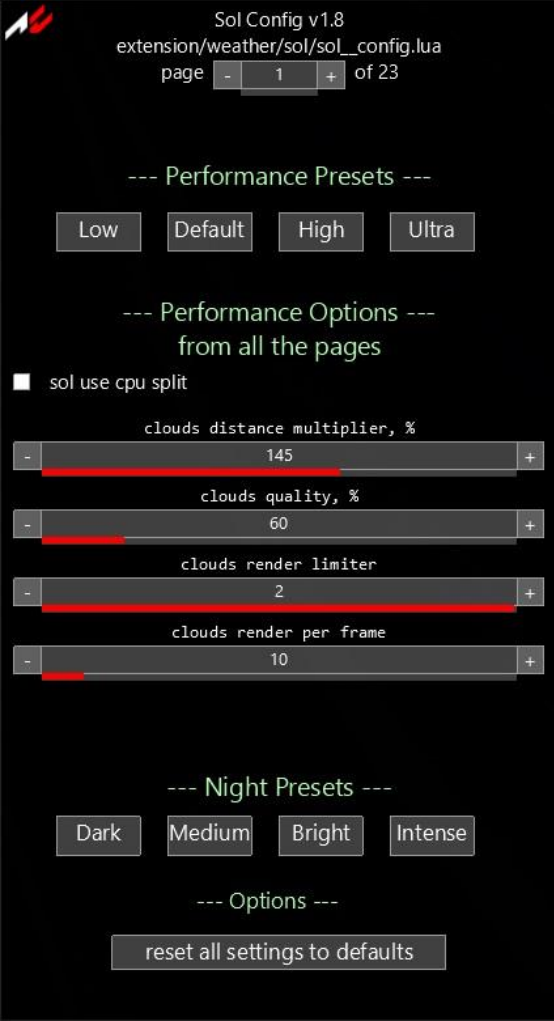 Sol Config v1.8
extension/weather/sol/sol__config.lua
page - 1 + of 23
--- Performance Presets ---
Low Default High Ultra
--- Performance Options ---
from all the pages
sol use cpu split
clouds distance multiplier, %
- 145 +
clouds quality, %
- 60 +
clouds render limiter
- 2 +
clouds render per frame
- 10 +
--- Night Presets ---
Dark Medium Bright Intense
--- Options ---
reset all settings to defaults